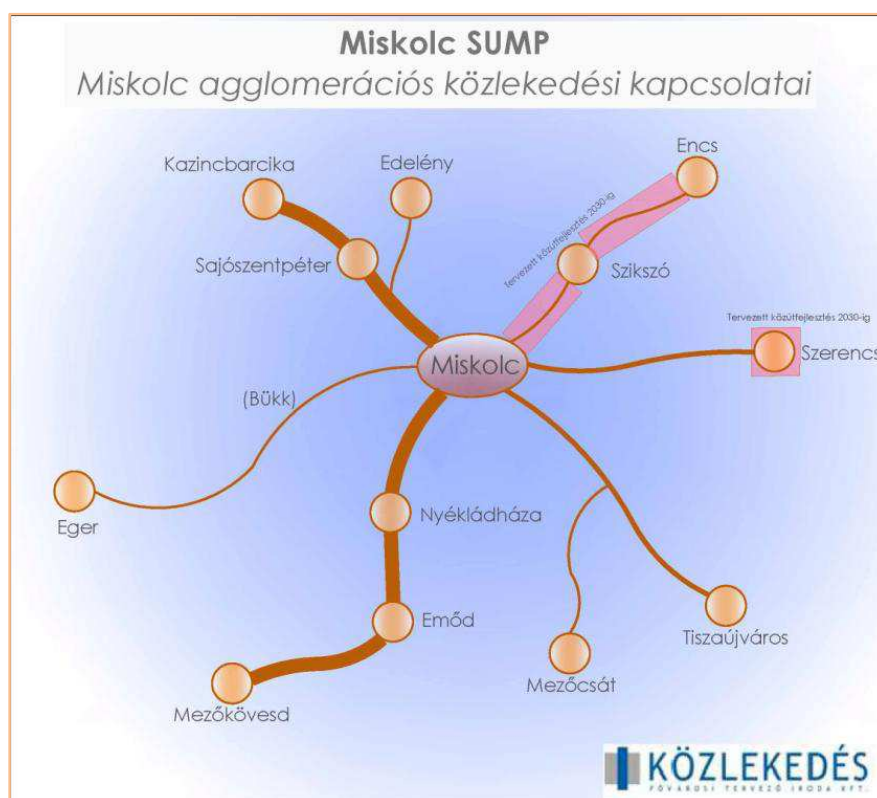 Miskolc SUMP
Miskolc agglomerációs közlekedési kapcsolatai
Encs
Kazincbarcika
Edelény
Tervezett közútfejlesztés 2030-ig
Sajószentpéter
Szikszó
Tervezett közútfejlesztés 2030-ig
Szerencs
Miskolc
(Bükk)
Eger
Nyékládháza
Emőd
Tiszaújváros
Mezőcsát
Mezőkövesd
KÖZLEKEDÉS
FŐVÁROSI TERVEZŐ IRODA KFT.